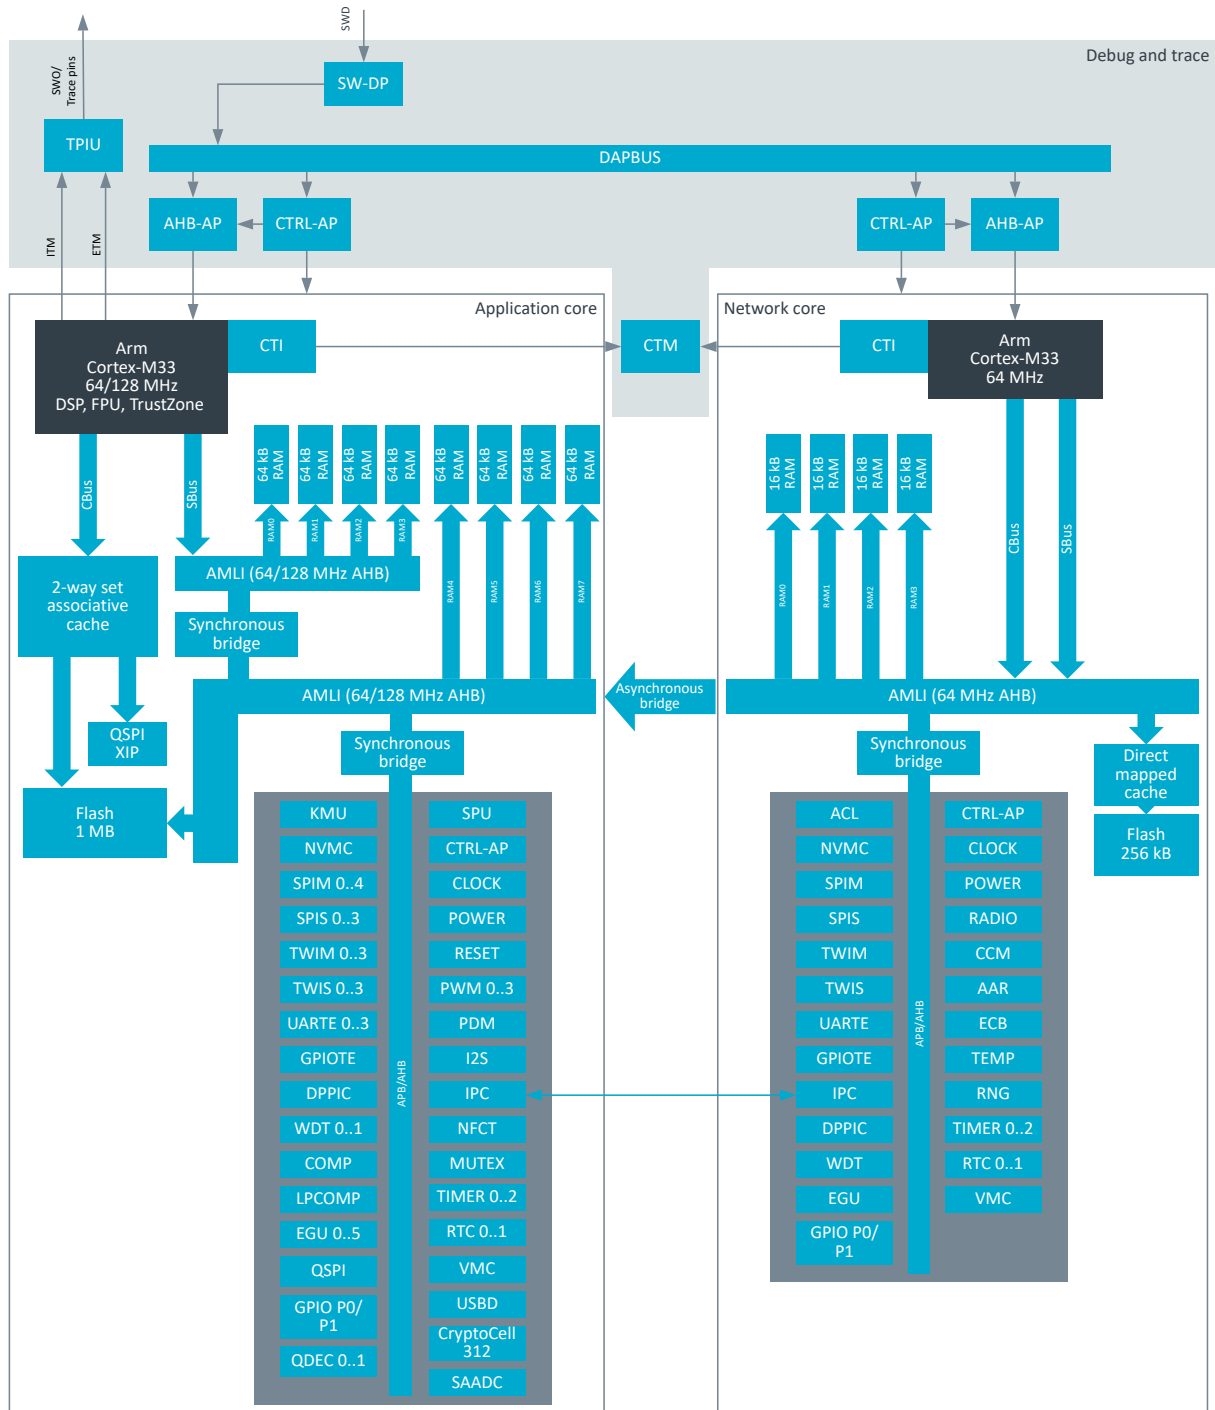 SWD
Debug and trace
SWO/
Trace pins
SW-DP
TPIU
DAPBUS
AHB-AP
CTRL-AP
CTRL-AP
AHB-AP
ITM
ETM
Application core
Network core
Arm
Cortex-M33
64/128 MHz
DSP, FPU, TrustZone
CTI
CTM
CTI
Arm
Cortex-M33
64 MHz
CBus
SBus
64 kB
RAM
64 kB
RAM
64 kB
RAM
64 kB
RAM
64 kB
RAM
64 kB
RAM
64 kB
RAM
64 kB
RAM
16 kB
RAM
16 kB
RAM
16 kB
RAM
16 kB
RAM
CBus
SBus
RAM0
RAM1
RAM2
RAM3
RAM4
RAM5
RAM6
RAM7
RAM0
RAM1
RAM2
RAM3
2-way set
associative
cache
AMLI (64/128 MHz AHB)
Synchronous
bridge
AMLI (64/128 MHz AHB)
Asynchronous
bridge
AMLI (64 MHz AHB)
QSPI
XIP
Synchronous
bridge
Synchronous
bridge
Direct
mapped
cache
Flash
1 MB
Flash
256 kB
KMU
NVMC
SPIM 0..4
SPIS 0..3
TWIM 0..3
TWIS 0..3
UARTE 0..3
GPIOTE
DPPIC
WDT 0..1
COMP
LPCOMP
EGU 0..5
QSPI
GPIO P0/
P1
QDEC 0..1
APB/AHB
SPU
CTRL-AP
CLOCK
POWER
RESET
PWM 0..3
PDM
I2S
IPC
NFCT
MUTEX
TIMER 0..2
RTC 0..1
VMC
USBD
CryptoCell
312
SAADC
ACL
NVMC
SPIM
SPIS
TWIM
TWIS
UARTE
GPIOTE
IPC
DPPIC
WDT
EGU
GPIO P0/
P1
APB/AHB
CTRL-AP
CLOCK
POWER
RADIO
CCM
AAR
ECB
TEMP
RNG
TIMER 0..2
RTC 0..1
VMC